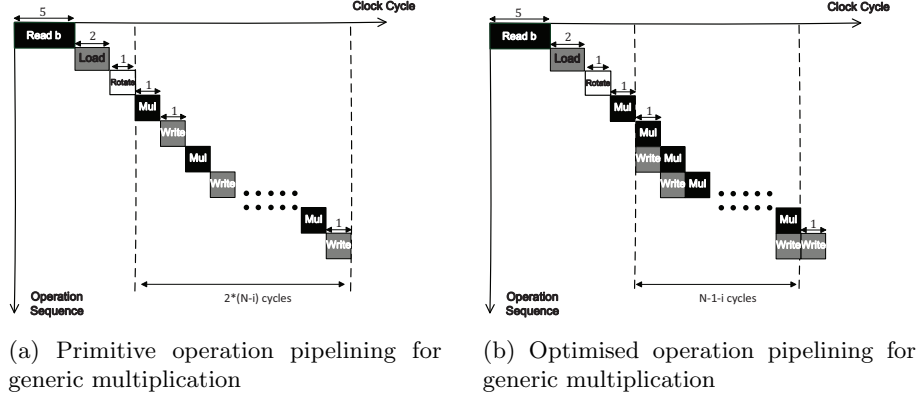 Clock Cycle
5
Read b
2
Load
1
Rotate
1
Mul
1
Write
Mul
Write
Mul
1
Write
2*(N-i) cycles
Operation
Sequence
(a) Primitive operation pipelining for
generic multiplication
Clock Cycle
5
Read b
2
Load
1
Rotate
1
Mul
1
Mul
Write Mul
Write Mul
Mul
1
Write Write
N-1-i cycles
Operation
Sequence
(b) Optimised operation pipelining for
generic multiplication